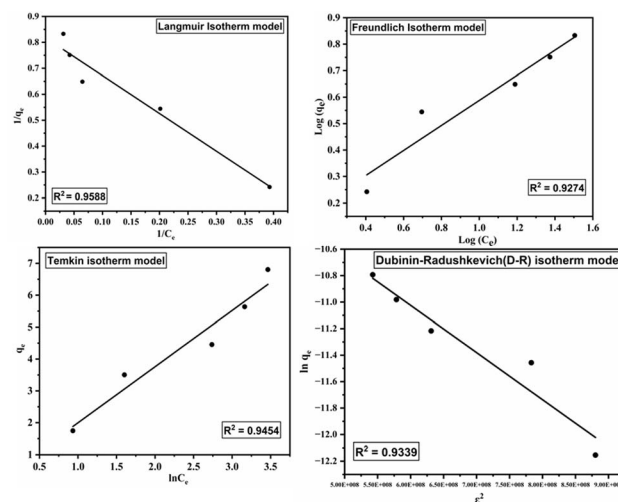 Langmuir Isotherm model
0.9
0.8
0.7
0.6
0.5
0.4
0.3
0.2
1/qe
R² = 0.9588
0.00 0.05 0.10 0.15 0.20 0.25 0.30 0.35 0.40
1/Ce
Freundlich Isotherm model
0.9
0.8
0.7
0.6
0.5
0.4
0.3
0.2
Log (qe)
R² = 0.9274
0.4 0.6 0.8 1.0 1.2 1.4 1.6
Log (Ce)
Temkin isotherm model
7
6
5
4
3
2
1
qe
R² = 0.9454
0.5 1.0 1.5 2.0 2.5 3.0 3.5
lnCe
Dubinin-Radushkevich(D-R) isotherm model
-10.8
-11.0
-11.2
-11.4
-11.6
-11.8
-12.0
-12.2
ln qe
R² = 0.9339
5.00E+008 5.50E+008 6.00E+008 6.50E+008 7.00E+008 7.50E+008 8.00E+008 8.50E+008 9.00E+008
ε²